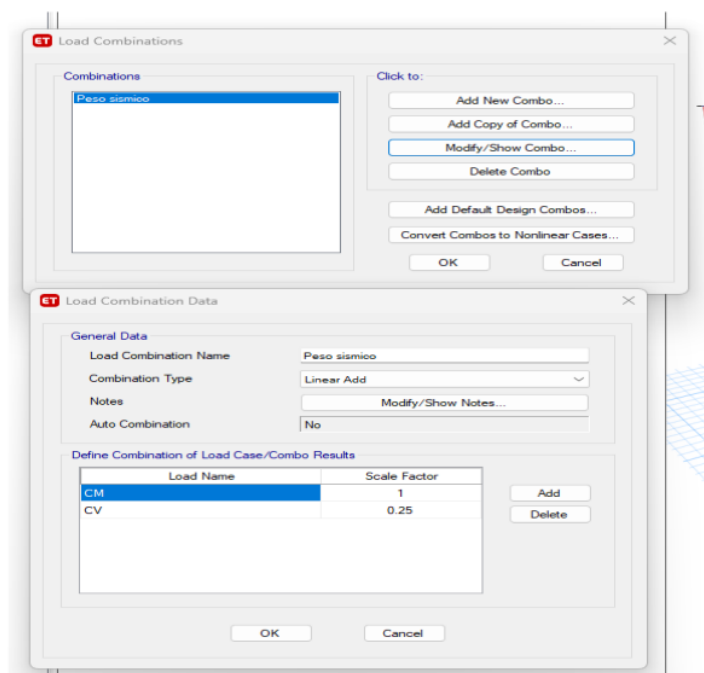 ET Load Combinations
Combinations
Peso sismico
Click to:
Add New Combo...
Add Copy of Combo...
Modify/Show Combo...
Delete Combo
Add Default Design Combos...
Convert Combos to Nonlinear Cases...
OK Cancel
ET Load Combination Data
General Data
Load Combination Name Peso sismico
Combination Type Linear Add
Notes Modify/Show Notes...
Auto Combination No
Define Combination of Load Case/Combo Results
Load Name Scale Factor
CM 1 Add
CV 0.25 Delete
OK Cancel